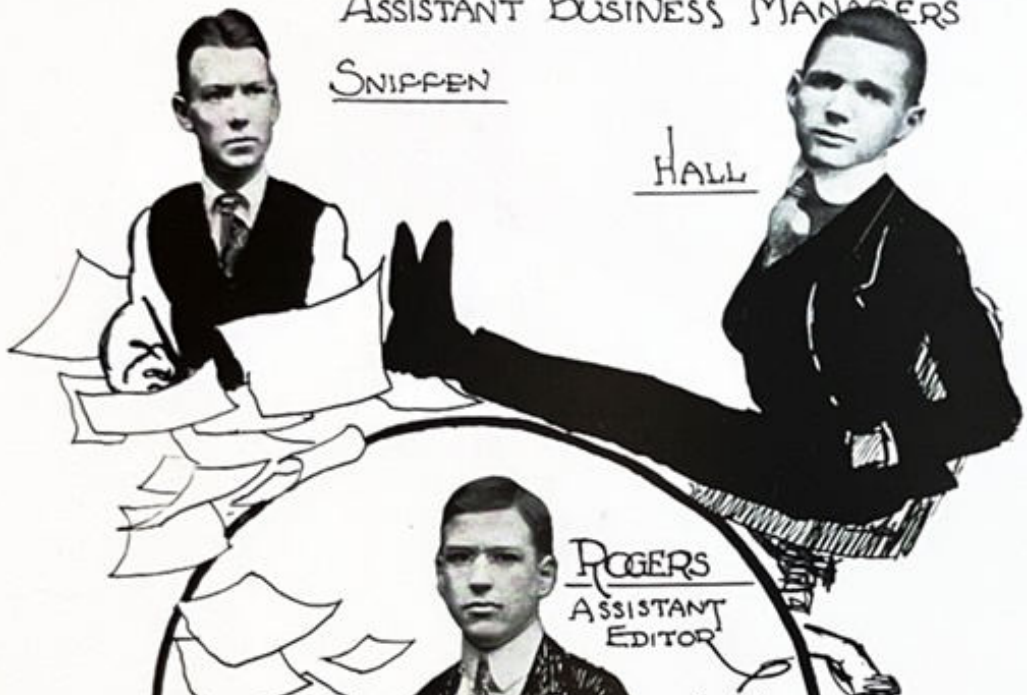 ASSISTANT BUSINESS MANAGERS
SNIFFEN
HALL
ROGERS
ASSISTANT
EDITOR